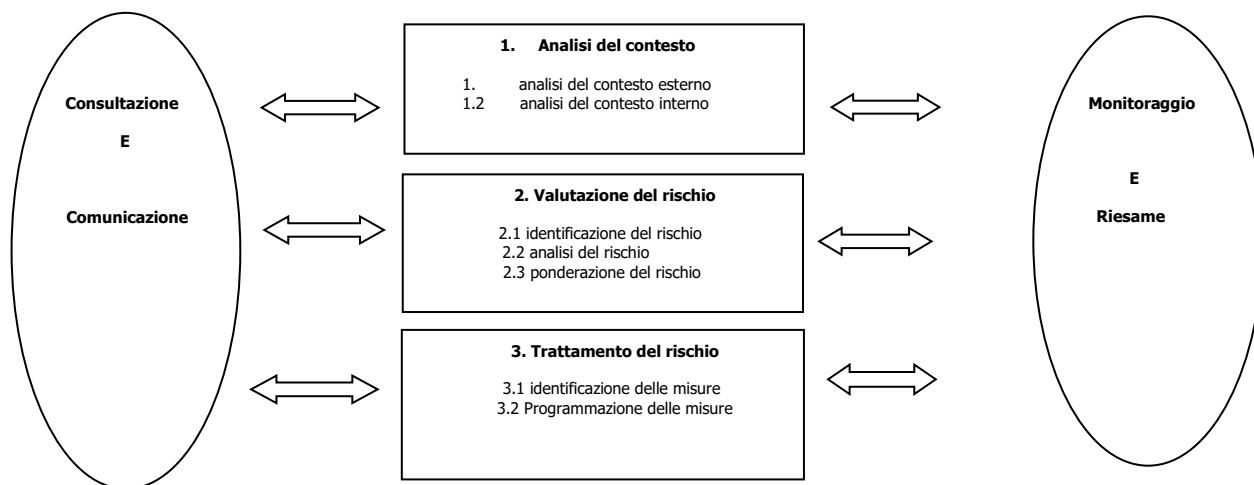 Consultazione
E
Comunicazione
1. Analisi del contesto
1. analisi del contesto esterno
1.2 analisi del contesto interno
2. Valutazione del rischio
2.1 identificazione del rischio
2.2 analisi del rischio
2.3 ponderazione del rischio
3. Trattamento del rischio
3.1 identificazione delle misure
3.2 Programmazione delle misure
Monitoraggio
E
Riesame